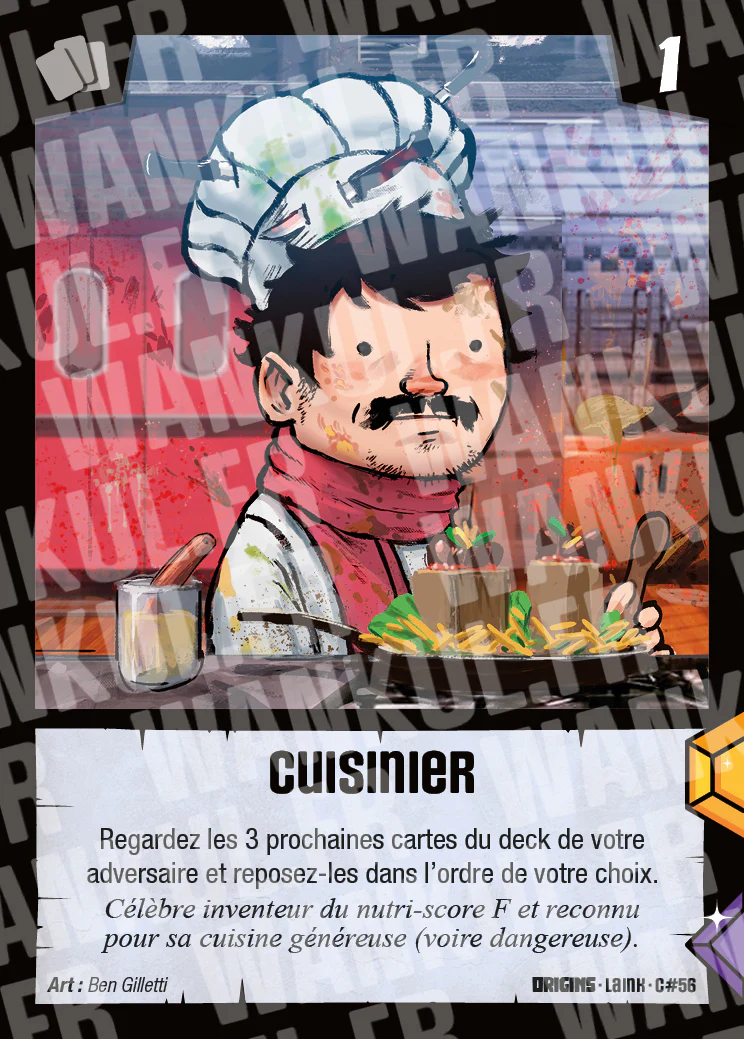 1
CUISINIER
Regardez les 3 prochaines cartes du deck de votre
adversaire et reposez-les dans l'ordre de votre choix.
Célèbre inventeur du nutri-score F et reconnu
pour sa cuisine généreuse (voire dangereuse).
Art : Ben Gilletti
ORIGINS · LAINK · C#56
WANKUL.FR